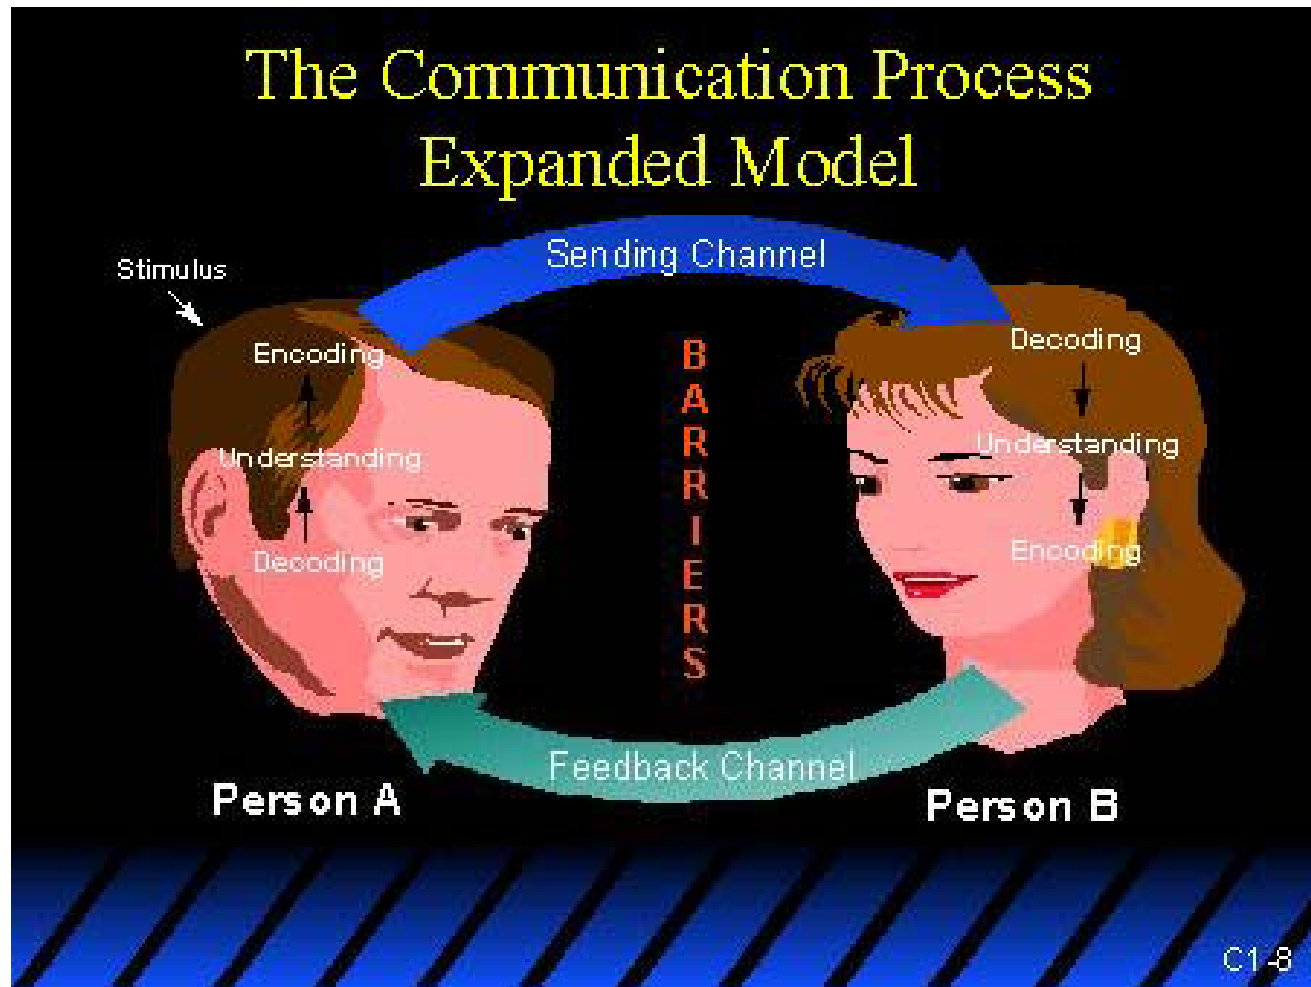 The Communication Process
Expanded Model
Sending Channel
Stimulus
Encoding
Understanding
Decoding
BARRIERS
Decoding
Understanding
Encoding
Feedback Channel
Person A
Person B
C1-8